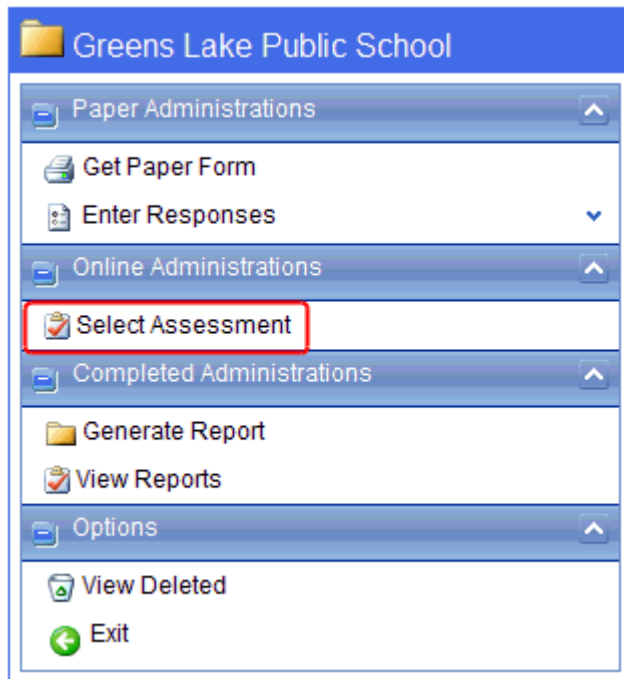 Greens Lake Public School
Paper Administrations
Get Paper Form
Enter Responses
Online Administrations
Select Assessment
Completed Administrations
Generate Report
View Reports
Options
View Deleted
Exit